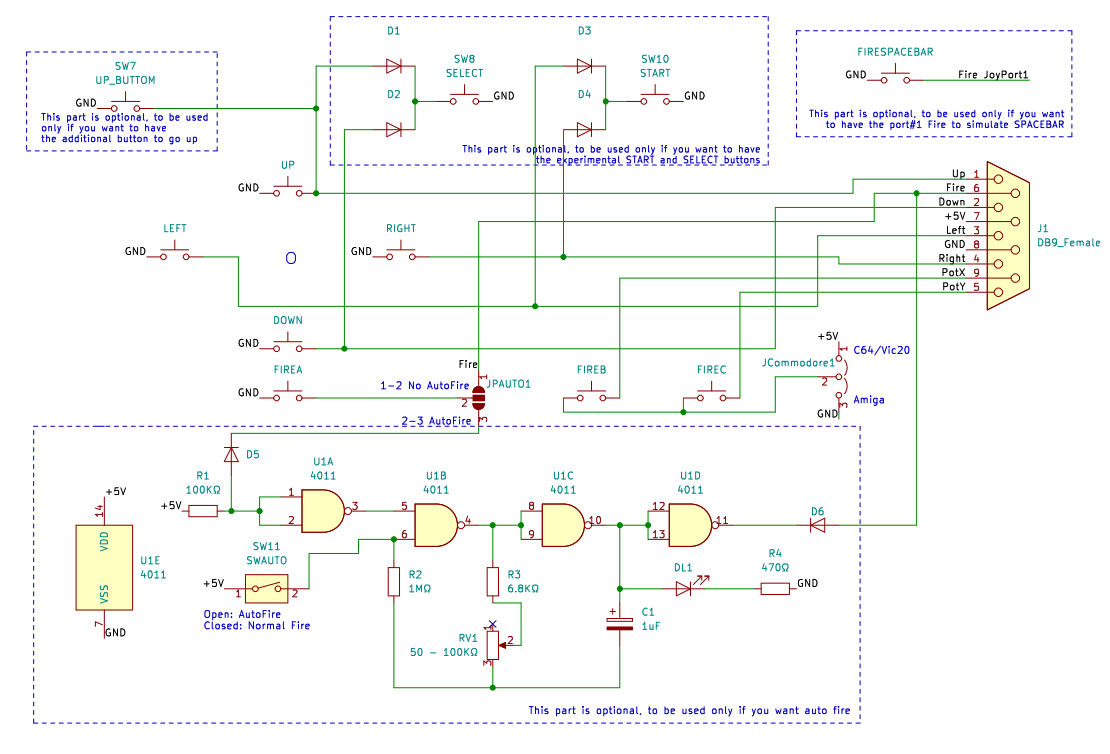 D1
D3
FIRESPACEBAR
GND
Fire JoyPort1
This part is optional, to be used only if you want
to have the port#1 Fire to simulate SPACEBAR
SW7
UP_BUTTOM
GND
This part is optional, to be used
only if you want to have
the additional button to go up
SW8
SELECT
GND
SW10
START
GND
D2
D4
This part is optional, to be used only if you want to have
the experimental START and SELECT buttons
UP
GND
LEFT
GND
O
RIGHT
GND
Up 1
Fire 6
Down 2
+5V 7
Left 3
GND 8
Right 4
PotX 9
PotY 5
J1
DB9_Female
DOWN
GND
FIREA
GND
Fire
1
JPAUTO1
1-2 No AutoFire
2
2-3 AutoFire
3
FIREB
FIREC
+5V
1
C64/Vic20
JCommodore1
2
Amiga
3
GND
D5
R1
100KΩ
+5V
U1A
4011
1
2
3
U1B
4011
5
6
4
U1C
4011
8
9
10
U1D
4011
12
13
11
D6
+5V
14
VDD
U1E
4011
VSS
7
GND
SW11
SWAUTO
+5V
1
2
Open: AutoFire
Closed: Normal Fire
R2
1MΩ
R3
6.8KΩ
RV1
50 - 100KΩ
1
2
3
DL1
R4
470Ω
GND
+
C1
1uF
This part is optional, to be used only if you want auto fire